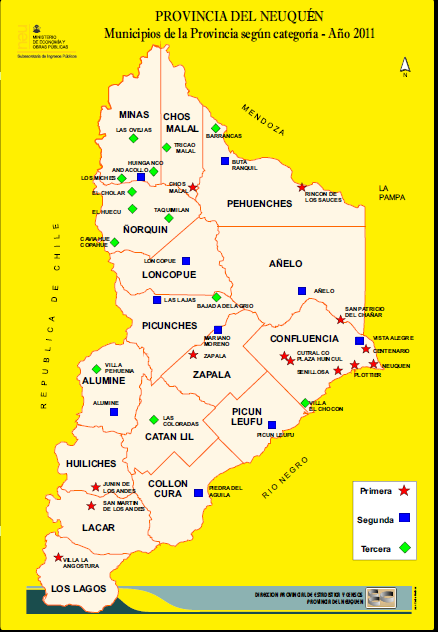 PROVINCIA DEL NEUQUÉN
Municipios de la Provincia según categoría - Año 2011
MINISTERIO
DE ECONOMÍA Y
OBRAS PÚBLICAS
Subsecretaría de Ingresos Públicos
N
MENDOZA
LA
PAMPA
REPUBLICA DE CHILE
RIO NEGRO
MINAS
LAS OVEJAS
CHOS
MALAL
TRICAO
MALAL
BARRANCAS
HUINGANCO
ANDACOLLO
LOS MICHES
BUTA
RANQUIL
CHOS
MALAL
EL CHOLAR
RINCON DE
LOS SAUCES
PEHUENCHES
EL HUECU
TAQUIMILAN
ÑORQUIN
CAVIAHUE
COPAHUE
LONCOPUE
LONCOPUE
AÑELO
AÑELO
LAS LAJAS
BAJADA DEL AGRIO
SAN PATRICIO
DEL CHAÑAR
PICUNCHES
MARIANO
MORENO
CONFLUENCIA
VISTA ALEGRE
CENTENARIO
ZAPALA
CUTRAL CO
PLAZA HUINCUL
NEUQUEN
SENILLOSA
PLOTTIER
VILLA
PEHUENIA
ALUMINE
ZAPALA
ALUMINE
VILLA
EL CHOCON
LAS
COLORADAS
PICUN
LEUFU
CATAN LIL
PICUN LEUFU
HUILICHES
JUNIN DE
LOS ANDES
COLLON
CURA
PIEDRA DEL
AGUILA
SAN MARTIN
DE LOS ANDES
LACAR
VILLA LA
ANGOSTURA
LOS LAGOS
Primera
Segunda
Tercera
DIRECCION PROVINCIAL DE ESTADISTICA Y CENSOS
PROVINCIA DEL NEUQUEN